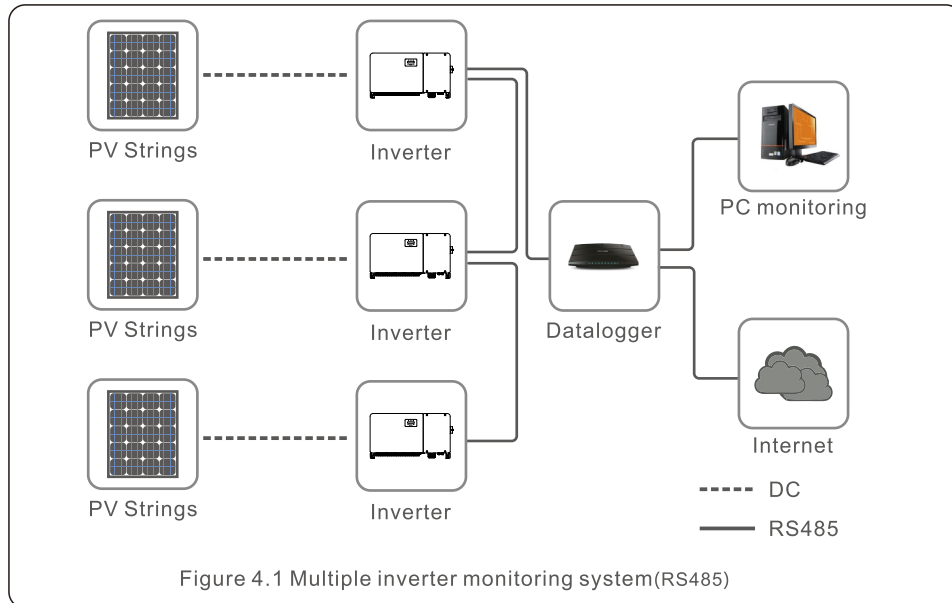 PV Strings
Inverter
PC monitoring
PV Strings
Inverter
Datalogger
Internet
PV Strings
Inverter
DC
RS485
Figure 4.1 Multiple inverter monitoring system(RS485)